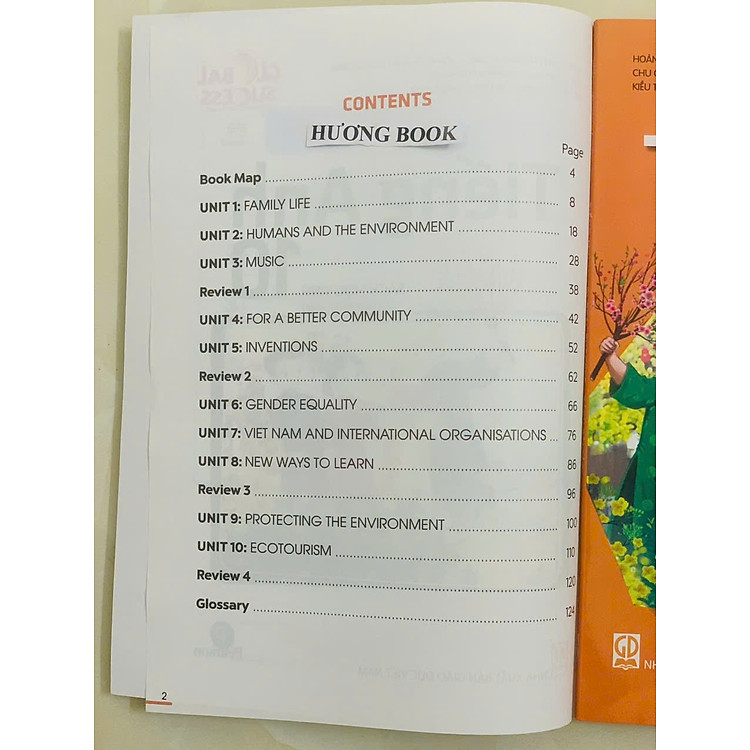 CONTENTS
HƯƠNG BOOK
Page
Book Map 4
UNIT 1: FAMILY LIFE 8
UNIT 2: HUMANS AND THE ENVIRONMENT 18
UNIT 3: MUSIC 28
Review 1 38
UNIT 4: FOR A BETTER COMMUNITY 42
UNIT 5: INVENTIONS 52
Review 2 62
UNIT 6: GENDER EQUALITY 66
UNIT 7: VIET NAM AND INTERNATIONAL ORGANISATIONS ... 76
UNIT 8: NEW WAYS TO LEARN 86
Review 3 96
UNIT 9: PROTECTING THE ENVIRONMENT 100
UNIT 10: ECOTOURISM 110
Review 4 120
Glossary 124
2
HOÀN
CHU
KIỀU T
NH